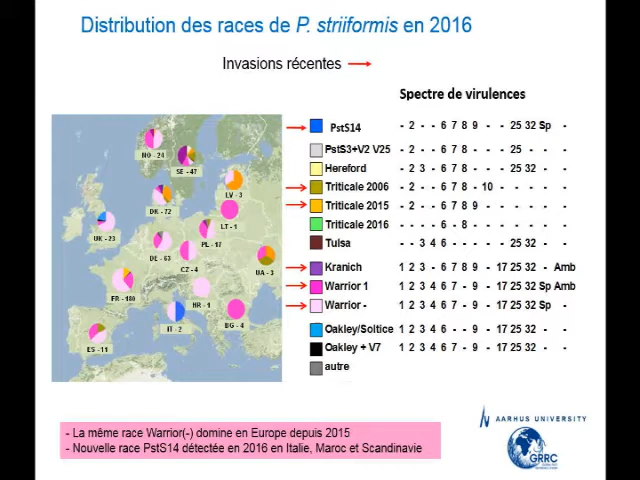 Distribution des races de P. striiformis en 2016
Invasions récentes
Spectre de virulences
PstS14 - 2 - - 6 7 8 9 - - 25 32 Sp -
PstS3+V2 V25 - 2 - - 6 7 8 - - - 25 - - -
Hereford - 2 3 - 6 7 8 - - - 25 32 - -
Triticale 2006 - 2 - - 6 7 8 - 10 - - - - -
Triticale 2015 - 2 - - 6 7 8 9 - - - - - -
Triticale 2016 - - - - 6 - 8 - - - - - - -
Tulsa - - 3 4 6 - - - - - 25 32 - -
Kranich 1 2 3 - 6 7 8 9 - 17 25 32 - Amb
Warrior 1 1 2 3 4 6 7 - 9 - 17 25 32 Sp Amb
Warrior - 1 2 3 4 6 7 - 9 - 17 25 32 Sp -
Oakley/Soltice 1 2 3 4 6 - - 9 - 17 25 32 - -
Oakley + V7 1 2 3 4 6 7 - 9 - 17 25 32 - -
autre
NO - 24
SE - 47
LV - 3
DK - 72
LT - 1
UK - 23
PL - 17
DE - 63
UA - 3
CZ - 4
FR - 180
HR - 1
IT - 2
BG - 4
ES - 11
- La même race Warrior(-) domine en Europe depuis 2015
- Nouvelle race PstS14 détectée en 2016 en Italie, Maroc et Scandinavie
AARHUS UNIVERSITY
GRRC